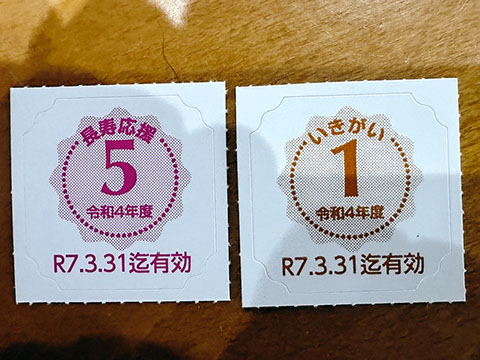 長寿応援
5
令和4年度
R7.3.31迄有効
いきがい
1
令和4年度
R7.3.31迄有効